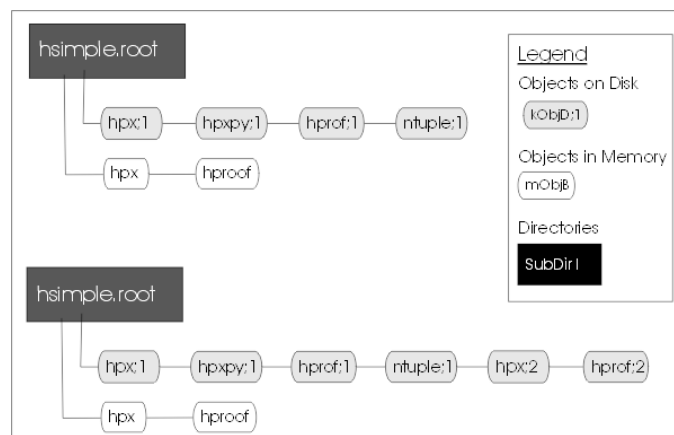 hsimple.root
hpx;1 hpxpy;1 hprof;1 ntuple;1
hpx hproof
Legend
Objects on Disk
kObjD;1
Objects in Memory
mObjB
Directories
SubDir1
hsimple.root
hpx;1 hpxpy;1 hprof;1 ntuple;1 hpx;2 hprof;2
hpx hproof